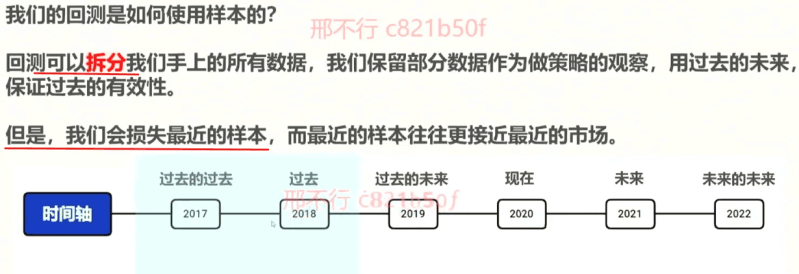 我们的回测是如何使用样本的？
邢不行 c821b50f
回测可以拆分我们手上的所有数据，我们保留部分数据作为做策略的观察，用过去的未来，
保证过去的有效性。
但是，我们会损失最近的样本，而最近的样本往往更接近最近的市场。
过去的过去 过去 过去的未来 现在 未来 未来的未来
邢不行 c821b50f
时间轴 2017 2018 2019 2020 2021 2022